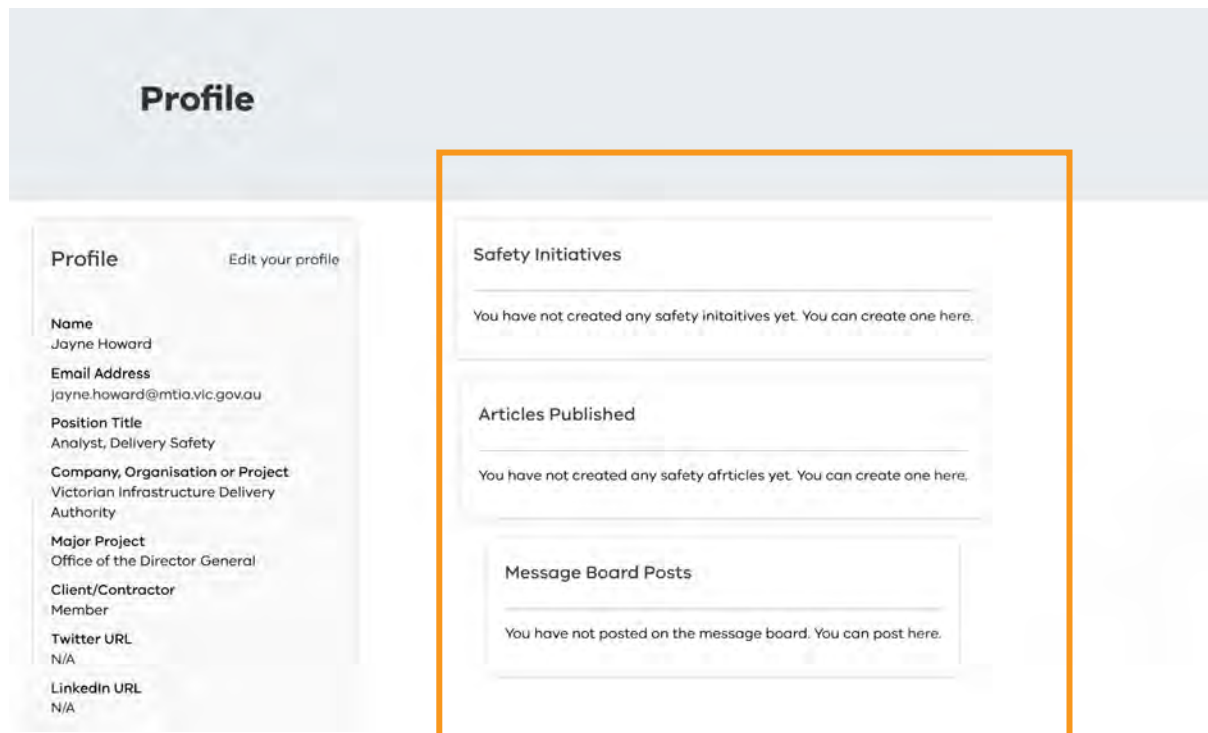 Profile
Profile
Edit your profile
Name
Jayne Howard
Email Address
jayne.howard@mtia.vic.gov.au
Position Title
Analyst, Delivery Safety
Company, Organisation or Project
Victorian Infrastructure Delivery
Authority
Major Project
Office of the Director General
Client/Contractor
Member
Twitter URL
N/A
LinkedIn URL
N/A
Safety Initiatives
You have not created any safety initaitives yet. You can create one here.
Articles Published
You have not created any safety afrticles yet. You can create one here.
Message Board Posts
You have not posted on the message board. You can post here.